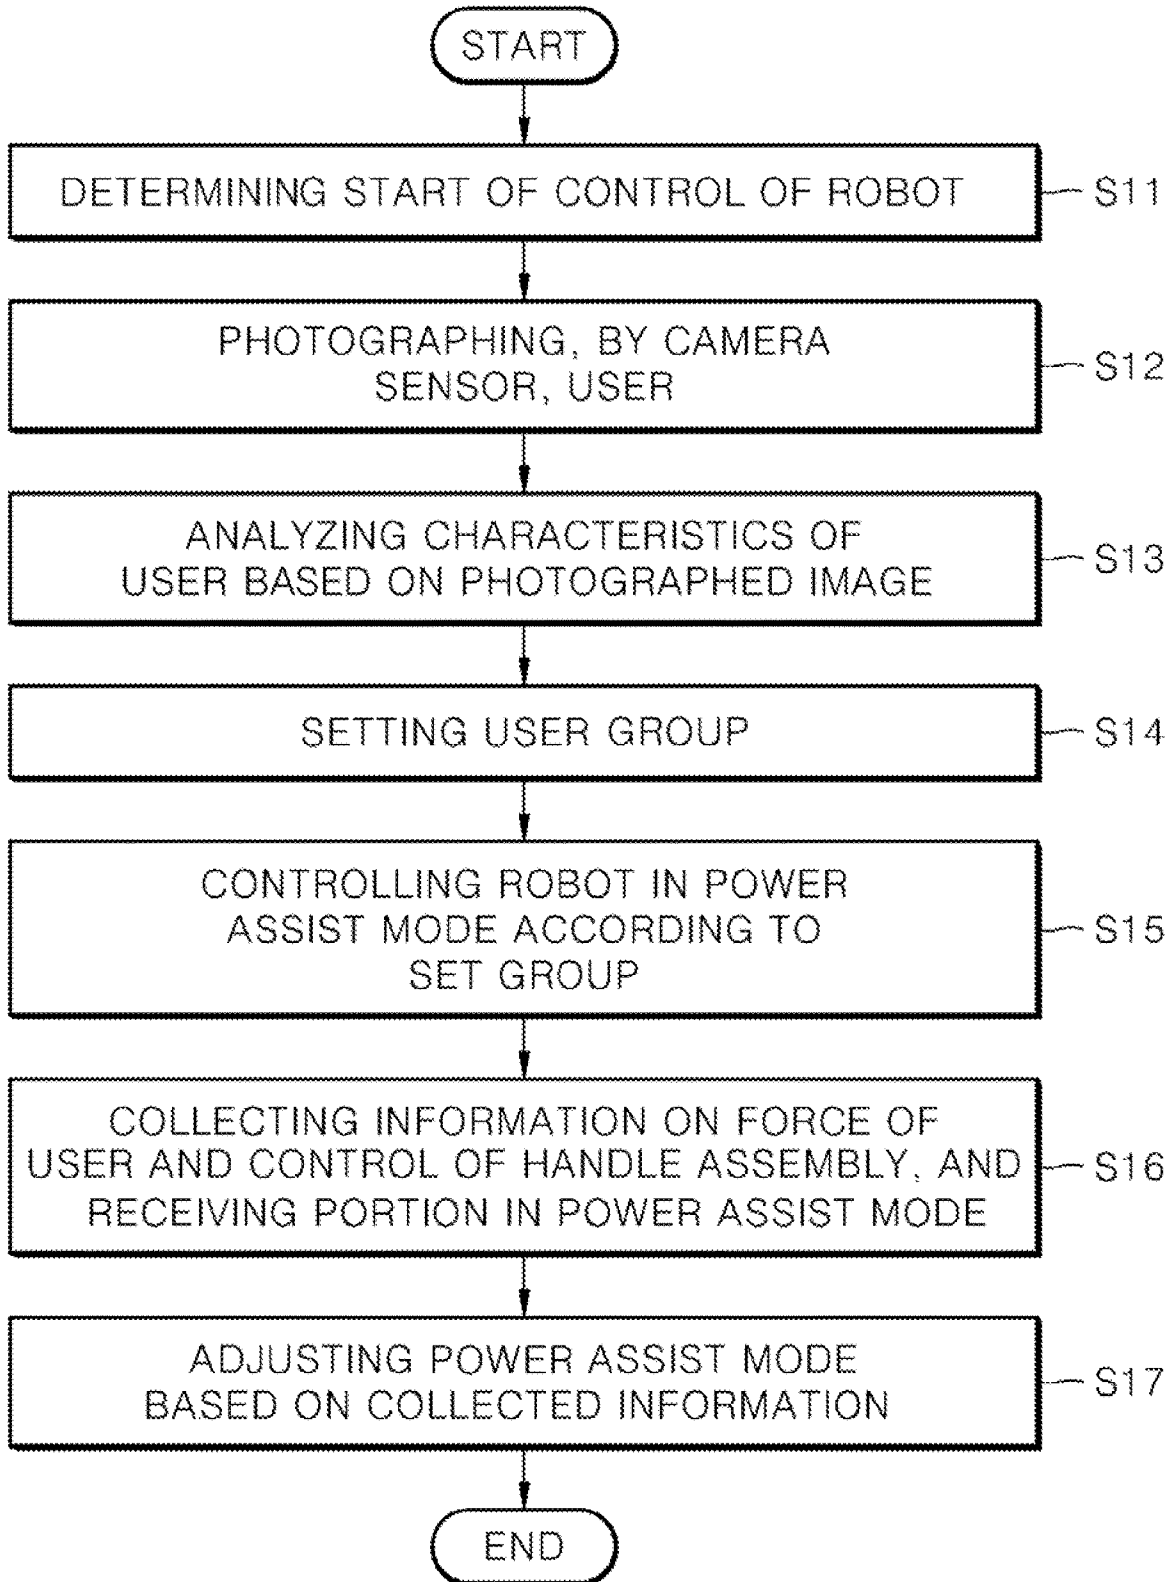 START
DETERMINING START OF CONTROL OF ROBOT
S11
PHOTOGRAPHING, BY CAMERA
SENSOR, USER
S12
ANALYZING CHARACTERISTICS OF
USER BASED ON PHOTOGRAPHED IMAGE
S13
SETTING USER GROUP
S14
CONTROLLING ROBOT IN POWER
ASSIST MODE ACCORDING TO
SET GROUP
S15
COLLECTING INFORMATION ON FORCE OF
USER AND CONTROL OF HANDLE ASSEMBLY, AND
RECEIVING PORTION IN POWER ASSIST MODE
S16
ADJUSTING POWER ASSIST MODE
BASED ON COLLECTED INFORMATION
S17
END